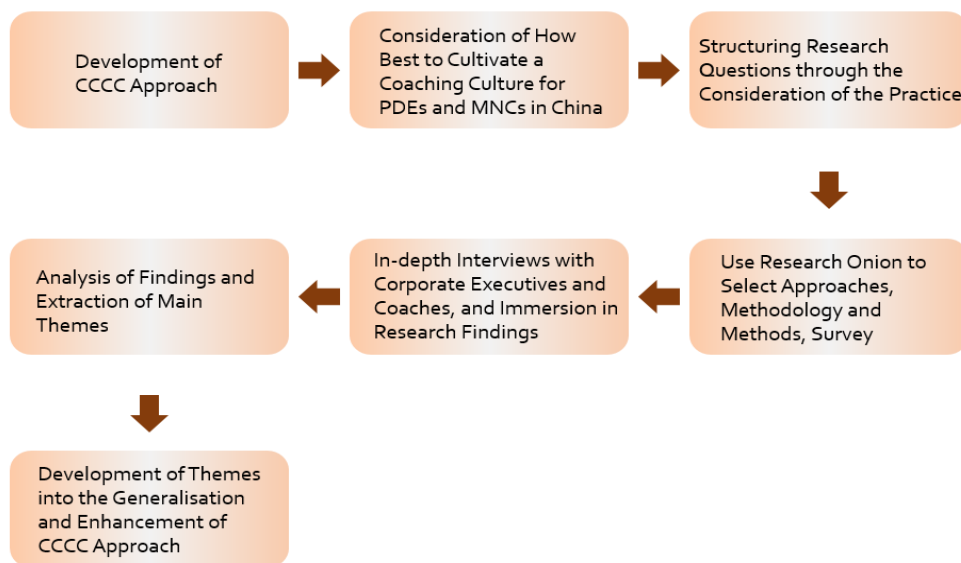 Development of
CCCC Approach
Consideration of How
Best to Cultivate a
Coaching Culture for
PDEs and MNCs in China
Structuring Research
Questions through the
Consideration of the Practice
Use Research Onion to
Select Approaches,
Methodology and
Methods, Survey
In-depth Interviews with
Corporate Executives and
Coaches, and Immersion in
Research Findings
Analysis of Findings and
Extraction of Main
Themes
Development of Themes
into the Generalisation
and Enhancement of
CCCC Approach